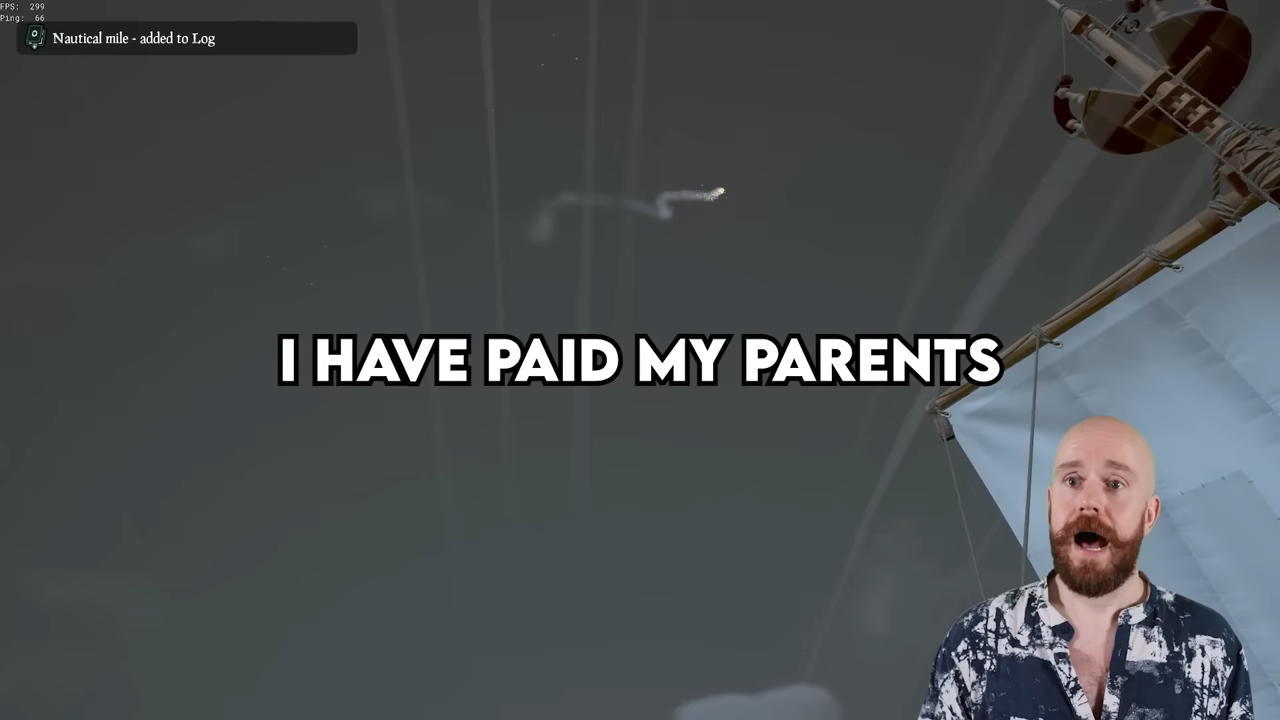 FPS: 299
Ping: 66
Nautical mile - added to Log
I HAVE PAID MY PARENTS